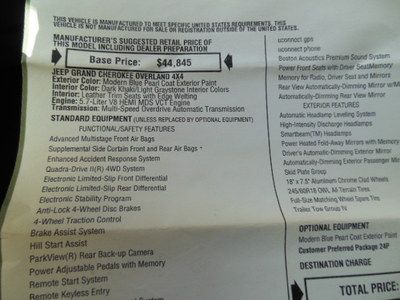 THIS VEHICLE IS MANUFACTURED TO MEET SPECIFIC UNITED STATES REQUIREMENTS. THIS
VEHICLE IS NOT MANUFACTURED FOR SALE OR REGISTRATION OUTSIDE OF THE UNITED STATES.
MANUFACTURER'S SUGGESTED RETAIL PRICE OF
THIS MODEL INCLUDING DEALER PREPARATION
Base Price: $44,845
JEEP GRAND CHEROKEE OVERLAND 4X4
Exterior Color: Modern Blue Pearl Coat Exterior Paint
Interior Color: Dark Khaki/Light Graystone Interior Colors
Interior: Leather Trim Seats with Edge Welting
Engine: 5.7-Liter V8 HEMI MDS VCT Engine
Transmission: Multi-Speed Overdrive Automatic Transmission
STANDARD EQUIPMENT (UNLESS REPLACED BY OPTIONAL EQUIPMENT)
FUNCTIONAL/SAFETY FEATURES
Advanced Multistage Front Air Bags
Supplemental Side Curtain Front and Rear Air Bags
Enhanced Accident Response System
Quadra-Drive II(R) 4WD System
Electronic Limited-Slip Front Differential
Electronic Limited-Slip Rear Differential
Electronic Stability Program
Anti-Lock 4-Wheel Disc Brakes
4-Wheel Traction Control
Brake Assist System
Hill Start Assist
ParkView(R) Rear Back-up Camera
Power Adjustable Pedals with Memory
Remote Start System
Remote Keyless Entry
uconnect gps
uconnect phone
Boston Acoustics Premium Sound System
Power Front Seats with Driver Seat Memory
Memory for Radio, Driver Seat and Mirrors
Rear View Auto-Dimming Mirror
Automatically-Dimming Rear View Mirror
EXTERIOR FEATURES
Automatic Headlamp Leveling System
High-Intensity Discharge Headlamps
Smartbeam(TM) Headlamps
Power Heated Fold-Away Mirrors with Memory
Driver's Automatic-Dimming Exterior Mirror
Automatically-Dimming Exterior Passenger
Skid Plate Group
18" x 7.5" Aluminum Chrome Clad Wheels
245/60R18 OWL All Terrain Tires
Full-Size Matching Wheel Spare Tire
Trailer Tow Group IV
OPTIONAL EQUIPMENT
Modern Blue Pearl Coat Exterior Paint
Customer Preferred Package 24P
DESTINATION CHARGE
TOTAL PRICE: